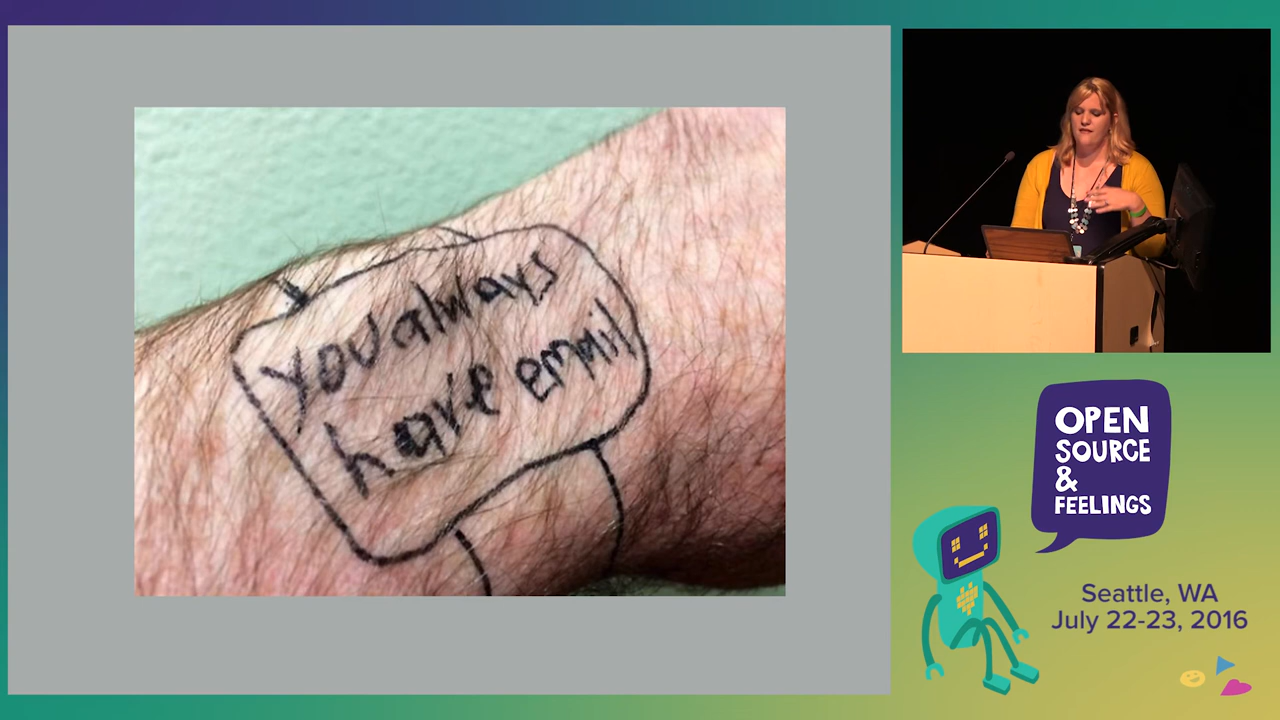 you always
have email
OPEN
SOURCE
&
FEELINGS
Seattle, WA
July 22-23, 2016